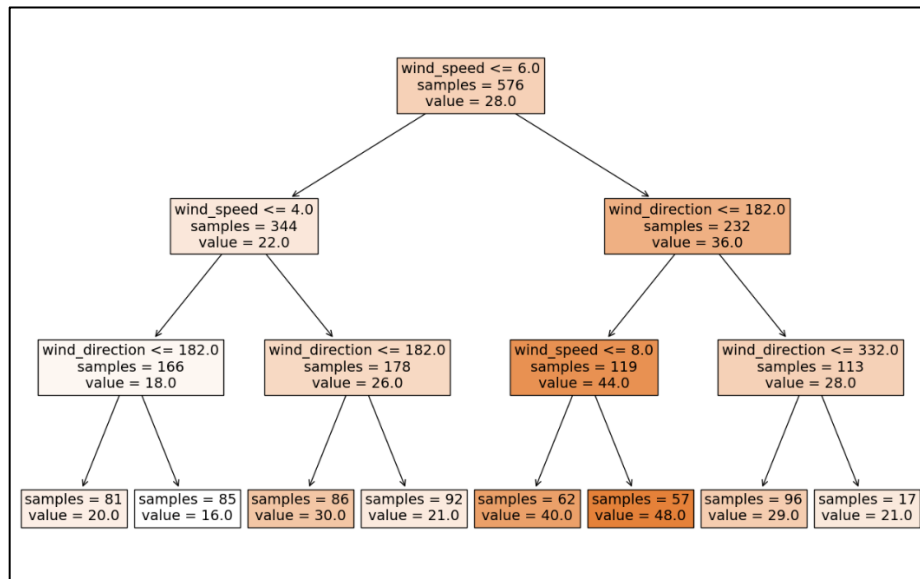 wind_speed <= 6.0
samples = 576
value = 28.0
wind_speed <= 4.0
samples = 344
value = 22.0
wind_direction <= 182.0
samples = 232
value = 36.0
wind_direction <= 182.0
samples = 166
value = 18.0
wind_direction <= 182.0
samples = 178
value = 26.0
wind_speed <= 8.0
samples = 119
value = 44.0
wind_direction <= 332.0
samples = 113
value = 28.0
samples = 81
value = 20.0
samples = 85
value = 16.0
samples = 86
value = 30.0
samples = 92
value = 21.0
samples = 62
value = 40.0
samples = 57
value = 48.0
samples = 96
value = 29.0
samples = 17
value = 21.0